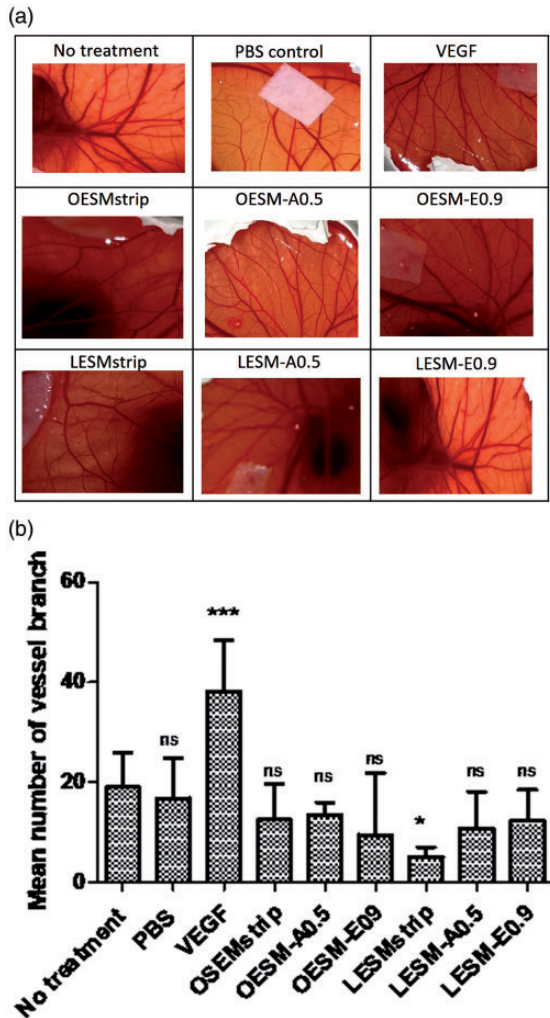 (a)
No treatment PBS control VEGF
OESMstrip OESM-A0.5 OESM-E0.9
LESMstrip LESM-A0.5 LESM-E0.9
(b)
Mean number of vessel branch
60
40
20
0
ns
***
ns
ns
ns
*
ns
ns
No treatment
PBS
VEGF
OSEMstrip
OESM-A0.5
OESM-E09
LESMstrip
LESM-A0.5
LESM-E0.9